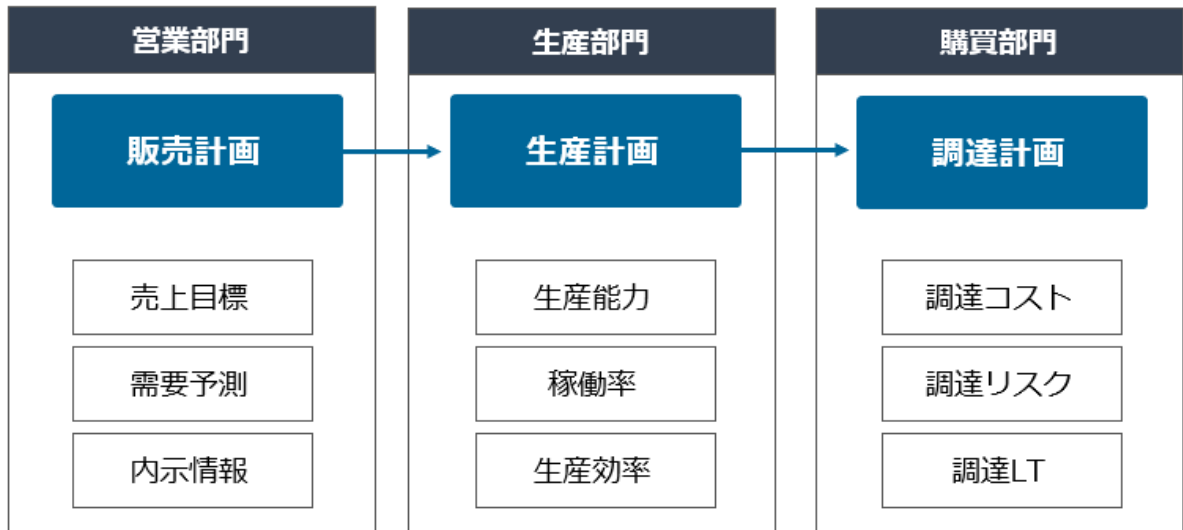 営業部門
生産部門
購買部門
販売計画
生産計画
調達計画
売上目標
生産能力
調達コスト
需要予測
稼働率
調達リスク
内示情報
生産効率
調達LT